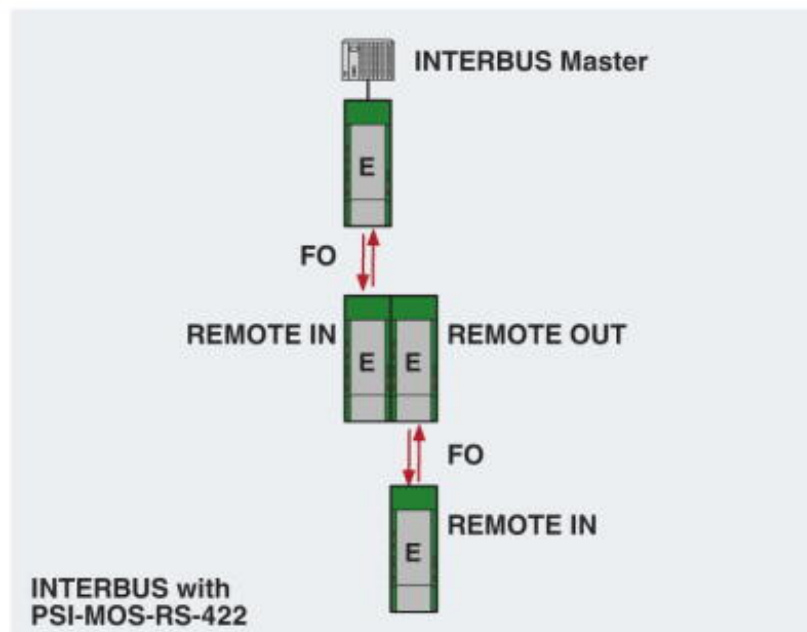 INTERBUS Master
E
FO
REMOTE IN
REMOTE OUT
E
E
FO
REMOTE IN
E
INTERBUS with
PSI-MOS-RS-422